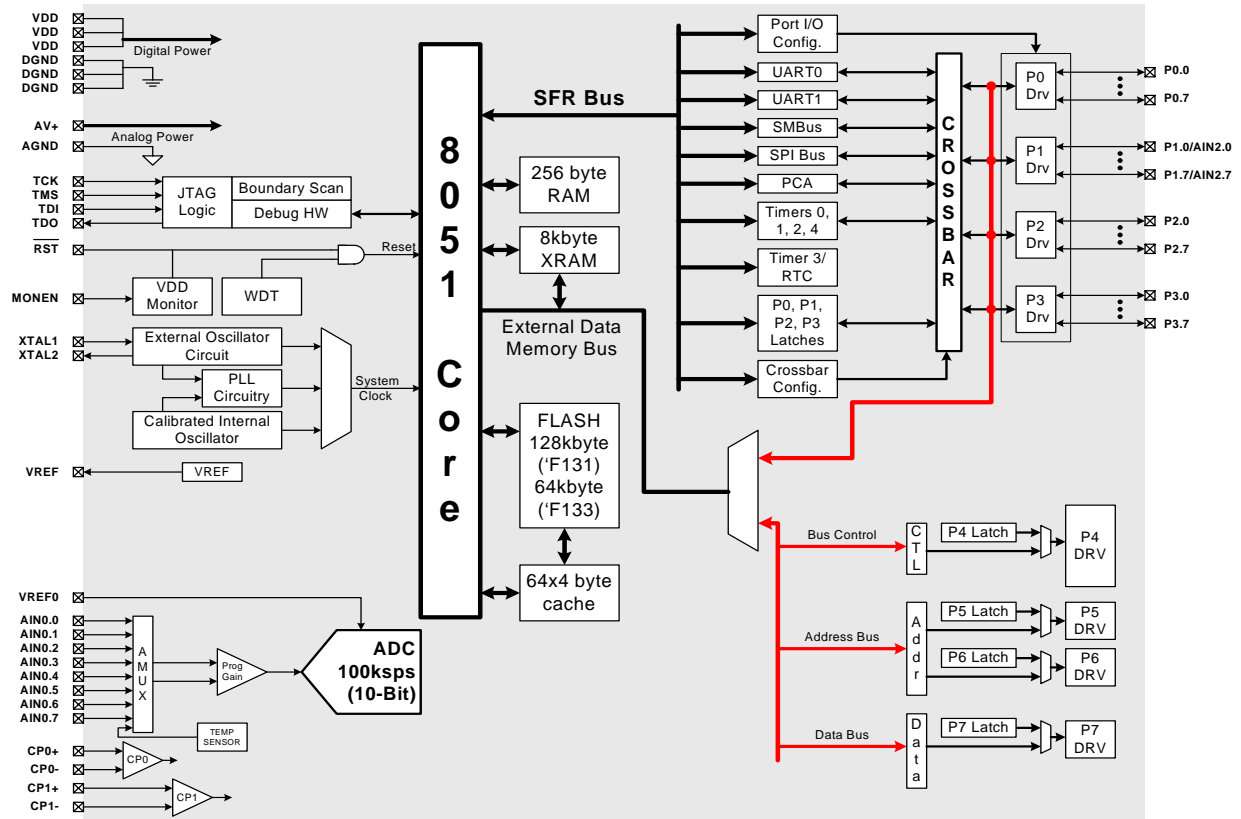 VDD
VDD
VDD
Digital Power
DGND
DGND
DGND
AV+
Analog Power
AGND
TCK
TMS
TDI
TDO
JTAG
Logic
Boundary Scan
Debug HW
RST
Reset
MONEN
VDD
Monitor
WDT
XTAL1
XTAL2
External Oscillator
Circuit
PLL
Circuitry
Calibrated Internal
Oscillator
System
Clock
VREF
VREF
VREF0
AIN0.0
AIN0.1
AIN0.2
AIN0.3
AIN0.4
AIN0.5
AIN0.6
AIN0.7
AMUX
Prog
Gain
ADC
100ksps
(10-Bit)
TEMP
SENSOR
CP0+
CP0-
CP0
CP1+
CP1-
CP1
8051 Core
SFR Bus
256 byte
RAM
8kbyte
XRAM
External Data
Memory Bus
FLASH
128kbyte
(‘F131)
64kbyte
(‘F133)
64x4 byte
cache
Port I/O
Config.
UART0
UART1
SMBus
SPI Bus
PCA
Timers 0,
1, 2, 4
Timer 3/
RTC
P0, P1,
P2, P3
Latches
Crossbar
Config.
CROSSBAR
P0
Drv
P1
Drv
P2
Drv
P3
Drv
P0.0
P0.7
P1.0/AIN2.0
P1.7/AIN2.7
P2.0
P2.7
P3.0
P3.7
Bus Control
CTL
P4 Latch
P4
DRV
Address Bus
Addr
P5 Latch
P5
DRV
P6 Latch
P6
DRV
Data Bus
Data
P7 Latch
P7
DRV